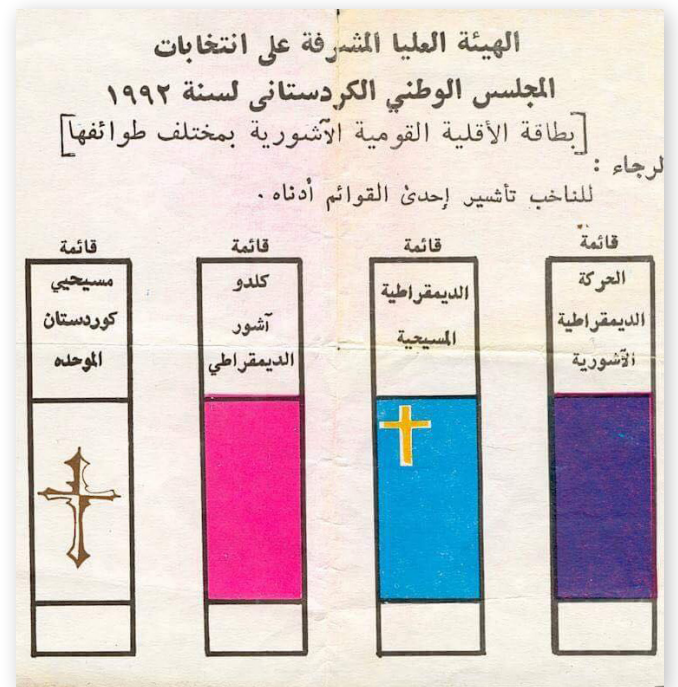 الهيئة العليا المشرفة على انتخابات
المجلس الوطني الكردستاني لسنة ١٩٩٢
[بطاقة الأقلية القومية الآشورية بمختلف طوائفها]
لرجاء :
للناخب تأشير إحدى القوائم أدناه .
قائمة
الحركة
الديمقراطية
الآشورية
قائمة
الديمقراطية
المسيحية
قائمة
كلدو
آشور
الديمقراطي
قائمة
مسيحيي
كوردستان
الموحده